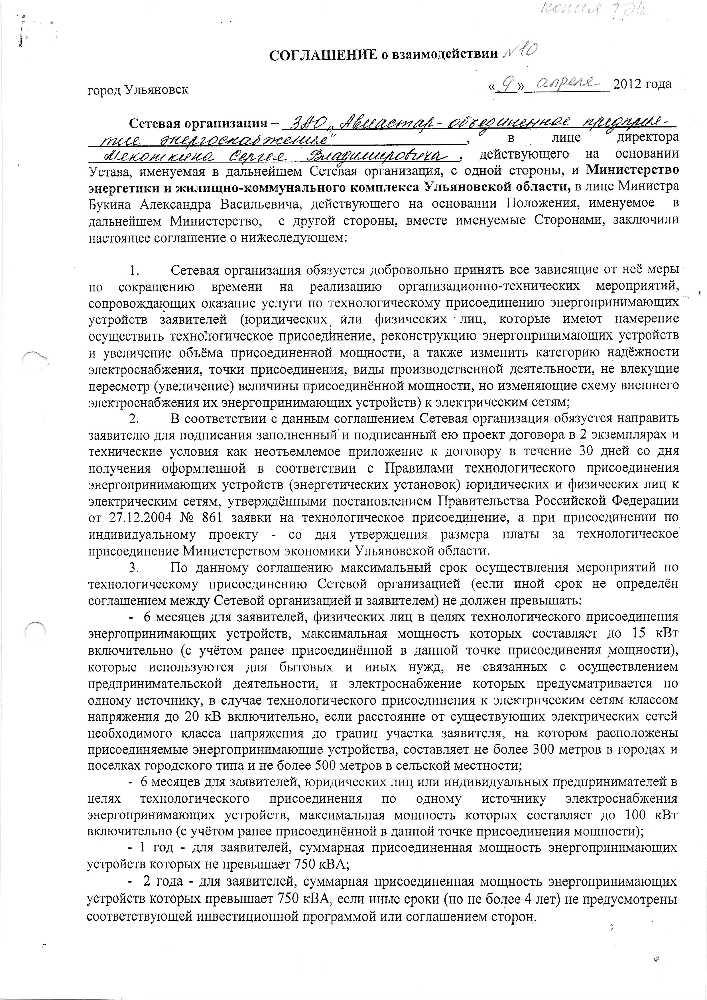 копия ТЭК
СОГЛАШЕНИЕ о взаимодействии №10
город Ульяновск «9» апреля 2012 года
Сетевая организация – ЗАО „Авиастар- объединенное предприя-
тие энергоснабжения" , в лице директора
Мякошкина Сергея Владимировича, действующего на основании
Устава, именуемая в дальнейшем Сетевая организация, с одной стороны, и Министерство
энергетики и жилищно-коммунального комплекса Ульяновской области, в лице Министра
Букина Александра Васильевича, действующего на основании Положения, именуемое в
дальнейшем Министерство, с другой стороны, вместе именуемые Сторонами, заключили
настоящее соглашение о нижеследующем:
1. Сетевая организация обязуется добровольно принять все зависящие от неё меры
по сокращению времени на реализацию организационно-технических мероприятий,
сопровождающих оказание услуги по технологическому присоединению энергопринимающих
устройств заявителей (юридических или физических лиц, которые имеют намерение
осуществить технологическое присоединение, реконструкцию энергопринимающих устройств
и увеличение объёма присоединенной мощности, а также изменить категорию надёжности
электроснабжения, точки присоединения, виды производственной деятельности, не влекущие
пересмотр (увеличение) величины присоединённой мощности, но изменяющие схему внешнего
электроснабжения их энергопринимающих устройств) к электрическим сетям;
2. В соответствии с данным соглашением Сетевая организация обязуется направить
заявителю для подписания заполненный и подписанный ею проект договора в 2 экземплярах и
технические условия как неотъемлемое приложение к договору в течение 30 дней со дня
получения оформленной в соответствии с Правилами технологического присоединения
энергопринимающих устройств (энергетических установок) юридических и физических лиц к
электрическим сетям, утверждёнными постановлением Правительства Российской Федерации
от 27.12.2004 № 861 заявки на технологическое присоединение, а при присоединении по
индивидуальному проекту - со дня утверждения размера платы за технологическое
присоединение Министерством экономики Ульяновской области.
3. По данному соглашению максимальный срок осуществления мероприятий по
технологическому присоединению Сетевой организацией (если иной срок не определён
соглашением между Сетевой организацией и заявителем) не должен превышать:
- 6 месяцев для заявителей, физических лиц в целях технологического присоединения
энергопринимающих устройств, максимальная мощность которых составляет до 15 кВт
включительно (с учётом ранее присоединённой в данной точке присоединения мощности),
которые используются для бытовых и иных нужд, не связанных с осуществлением
предпринимательской деятельности, и электроснабжение которых предусматривается по
одному источнику, в случае технологического присоединения к электрическим сетям классом
напряжения до 20 кВ включительно, если расстояние от существующих электрических сетей
необходимого класса напряжения до границ участка заявителя, на котором расположены
присоединяемые энергопринимающие устройства, составляет не более 300 метров в городах и
поселках городского типа и не более 500 метров в сельской местности;
- 6 месяцев для заявителей, юридических лиц или индивидуальных предпринимателей в
целях технологического присоединения по одному источнику электроснабжения
энергопринимающих устройств, максимальная мощность которых составляет до 100 кВт
включительно (с учётом ранее присоединённой в данной точке присоединения мощности);
- 1 год - для заявителей, суммарная присоединенная мощность энергопринимающих
устройств которых не превышает 750 кВА;
- 2 года - для заявителей, суммарная присоединенная мощность энергопринимающих
устройств которых превышает 750 кВА, если иные сроки (но не более 4 лет) не предусмотрены
соответствующей инвестиционной программой или соглашением сторон.